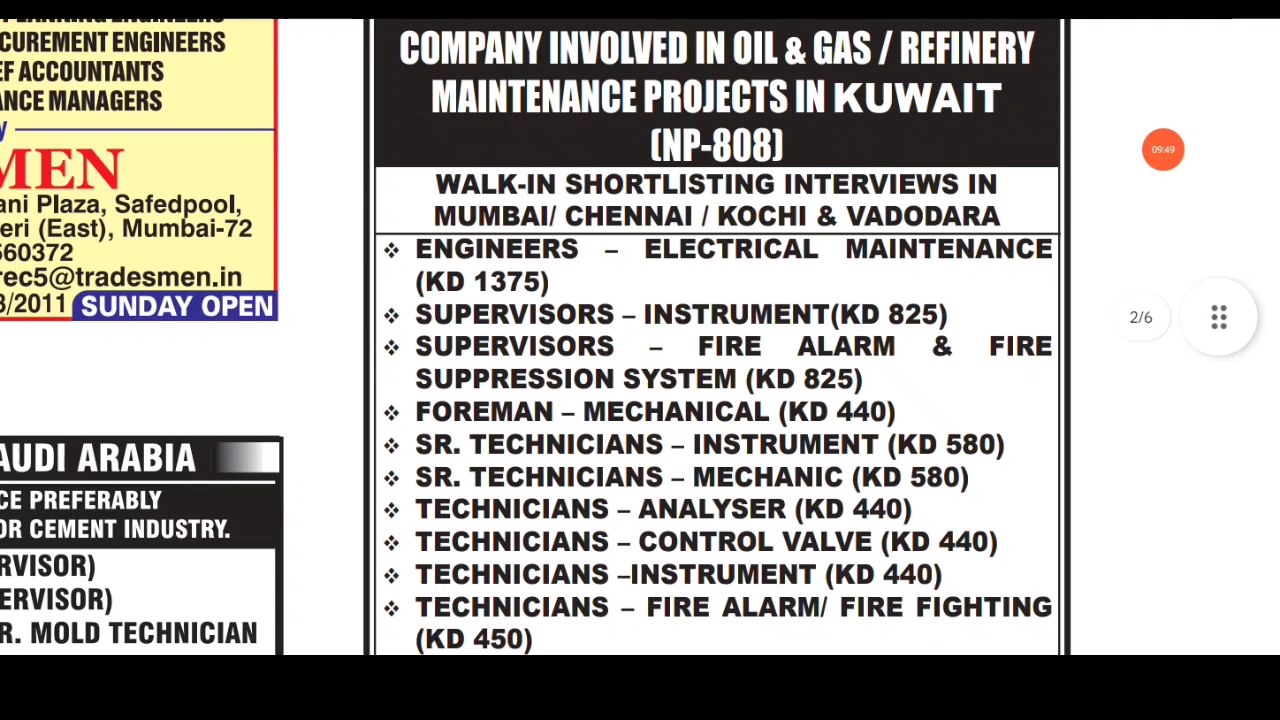 CUREMENT ENGINEERS
EF ACCOUNTANTS
ANCE MANAGERS
MEN
ani Plaza, Safedpool,
eri (East), Mumbai-72
560372
rec5@tradesmen.in
3/2011 SUNDAY OPEN
AUDI ARABIA
CE PREFERABLY
OR CEMENT INDUSTRY.
RVISOR)
ERVISOR)
R. MOLD TECHNICIAN
COMPANY INVOLVED IN OIL & GAS / REFINERY
MAINTENANCE PROJECTS IN KUWAIT
(NP-808)
WALK-IN SHORTLISTING INTERVIEWS IN
MUMBAI/ CHENNAI / KOCHI & VADODARA
❖ ENGINEERS – ELECTRICAL MAINTENANCE
(KD 1375)
❖ SUPERVISORS – INSTRUMENT(KD 825)
❖ SUPERVISORS – FIRE ALARM & FIRE
SUPPRESSION SYSTEM (KD 825)
❖ FOREMAN – MECHANICAL (KD 440)
❖ SR. TECHNICIANS – INSTRUMENT (KD 580)
❖ SR. TECHNICIANS – MECHANIC (KD 580)
❖ TECHNICIANS – ANALYSER (KD 440)
❖ TECHNICIANS – CONTROL VALVE (KD 440)
❖ TECHNICIANS –INSTRUMENT (KD 440)
❖ TECHNICIANS – FIRE ALARM/ FIRE FIGHTING
(KD 450)
09:49
2/6